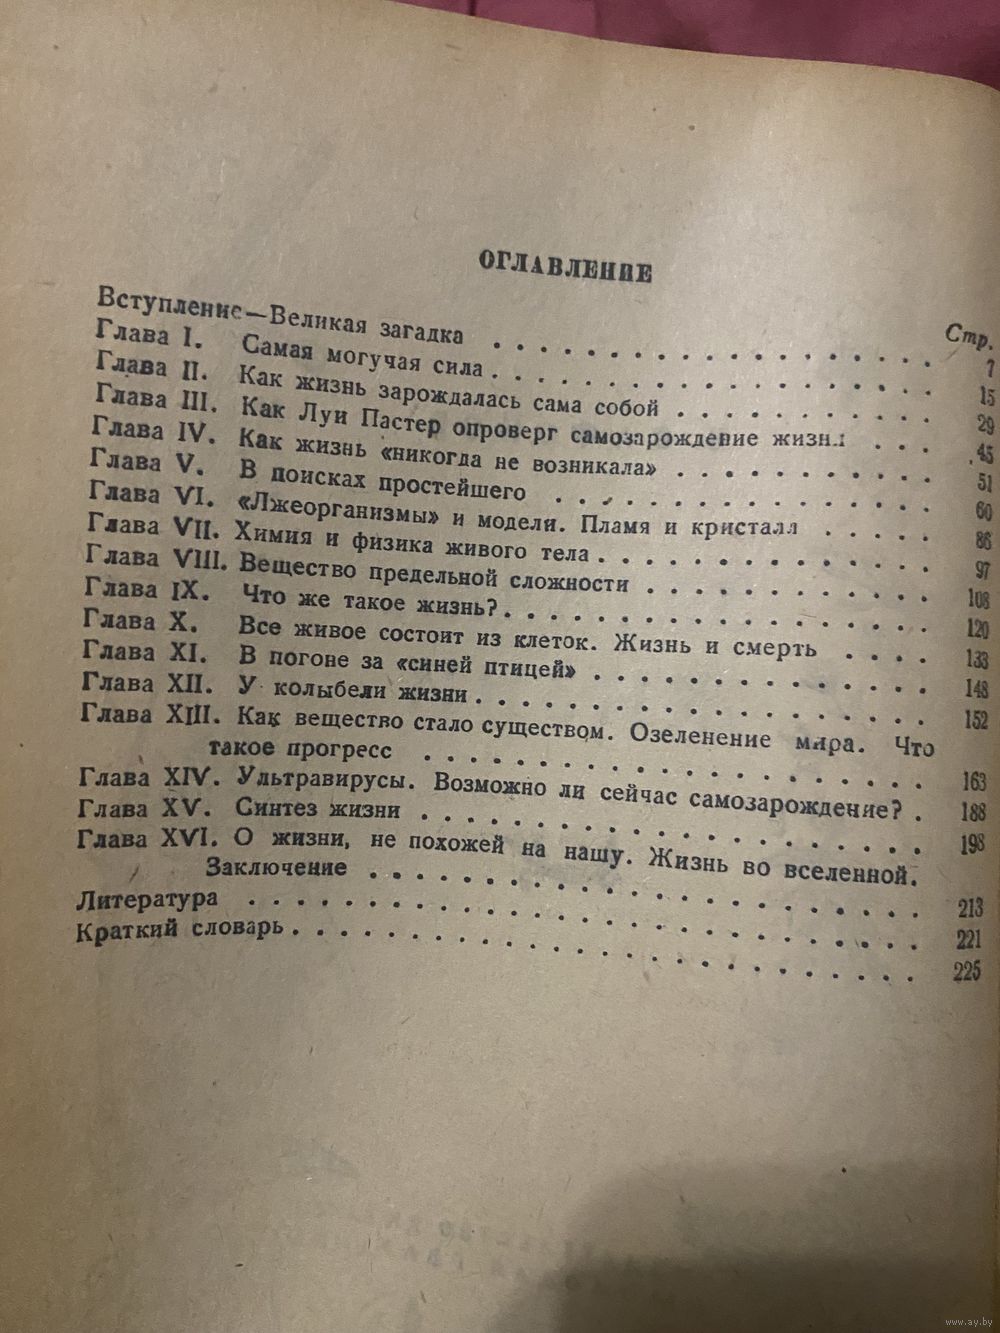 ОГЛАВЛЕНИЕ
Стр.
Вступление—Великая загадка . . . . . . . . . . . . . . . . 7
Глава I. Самая могучая сила . . . . . . . . . . . . . . . . 15
Глава II. Как жизнь зарождалась сама собой . . . . . . . . . 29
Глава III. Как Луи Пастер опроверг самозарождение жизни . . . 45
Глава IV. Как жизнь «никогда не возникала» . . . . . . . . . 51
Глава V. В поисках простейшего . . . . . . . . . . . . . . 60
Глава VI. «Лжеорганизмы» и модели. Пламя и кристалл . . . . . 86
Глава VII. Химия и физика живого тела . . . . . . . . . . . . 97
Глава VIII. Вещество предельной сложности . . . . . . . . . . 108
Глава IX. Что же такое жизнь? . . . . . . . . . . . . . . . 120
Глава X. Все живое состоит из клеток. Жизнь и смерть . . . . 133
Глава XI. В погоне за «синей птицей» . . . . . . . . . . . . 148
Глава XII. У колыбели жизни . . . . . . . . . . . . . . . . 152
Глава XIII. Как вещество стало существом. Озеленение мира. Что
такое прогресс . . . . . . . . . . . . . . . . . . 163
Глава XIV. Ультравирусы. Возможно ли сейчас самозарождение? . 188
Глава XV. Синтез жизни . . . . . . . . . . . . . . . . . . 198
Глава XVI. О жизни, не похожей на нашу. Жизнь во вселенной.
Заключение . . . . . . . . . . . . . . . . . . . . 213
Литература . . . . . . . . . . . . . . . . . . . . . . . . 221
Краткий словарь . . . . . . . . . . . . . . . . . . . . . . 225
www.ay.by